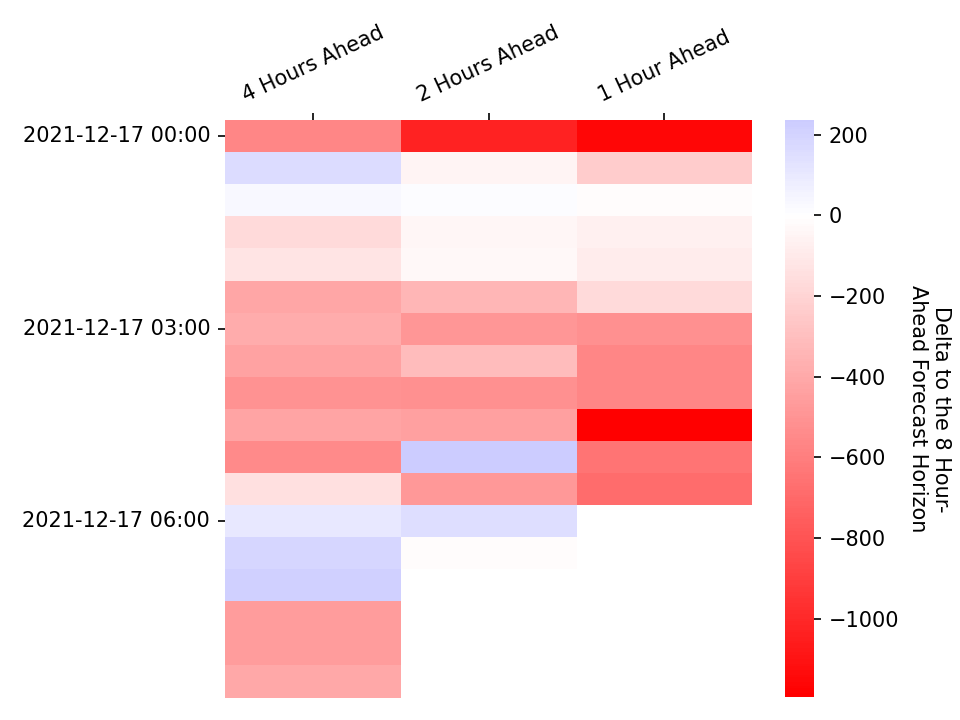 4 Hours Ahead
2 Hours Ahead
1 Hour Ahead
2021-12-17 00:00
2021-12-17 03:00
2021-12-17 06:00
200
0
−200
−400
−600
−800
−1000
Delta to the 8 Hour-
Ahead Forecast Horizon